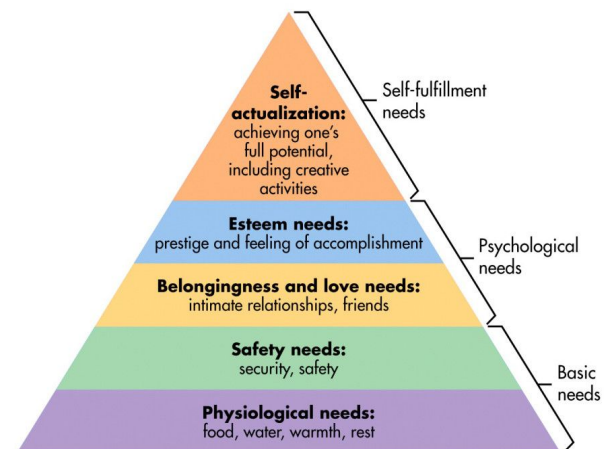 Self-
actualization:
achieving one's
full potential,
including creative
activities
Self-fulfillment
needs
Esteem needs:
prestige and feeling of accomplishment
Psychological
needs
Belongingness and love needs:
intimate relationships, friends
Safety needs:
security, safety
Basic
needs
Physiological needs:
food, water, warmth, rest